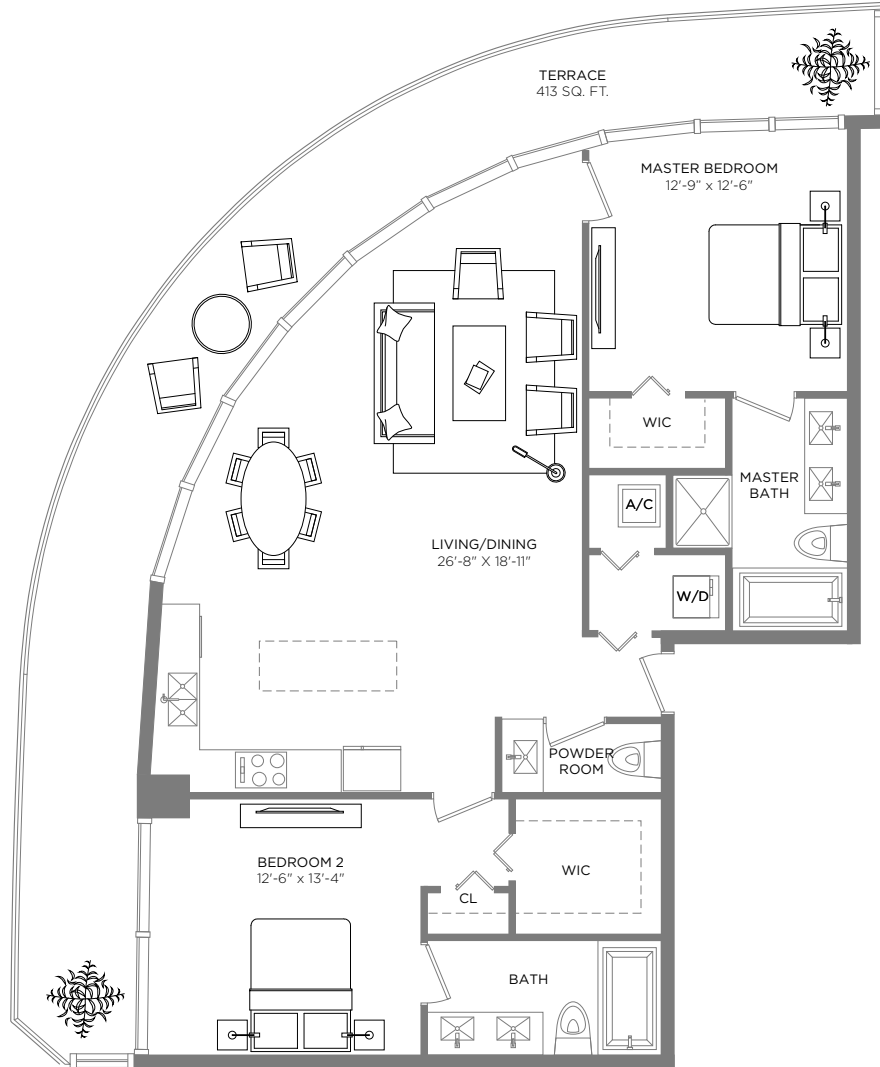 TERRACE
413 SQ. FT.
MASTER BEDROOM
12'-9" x 12'-6"
WIC
MASTER
BATH
A/C
LIVING/DINING
26'-8" X 18'-11"
W/D
POWDER
ROOM
BEDROOM 2
12'-6" x 13'-4"
WIC
CL
BATH